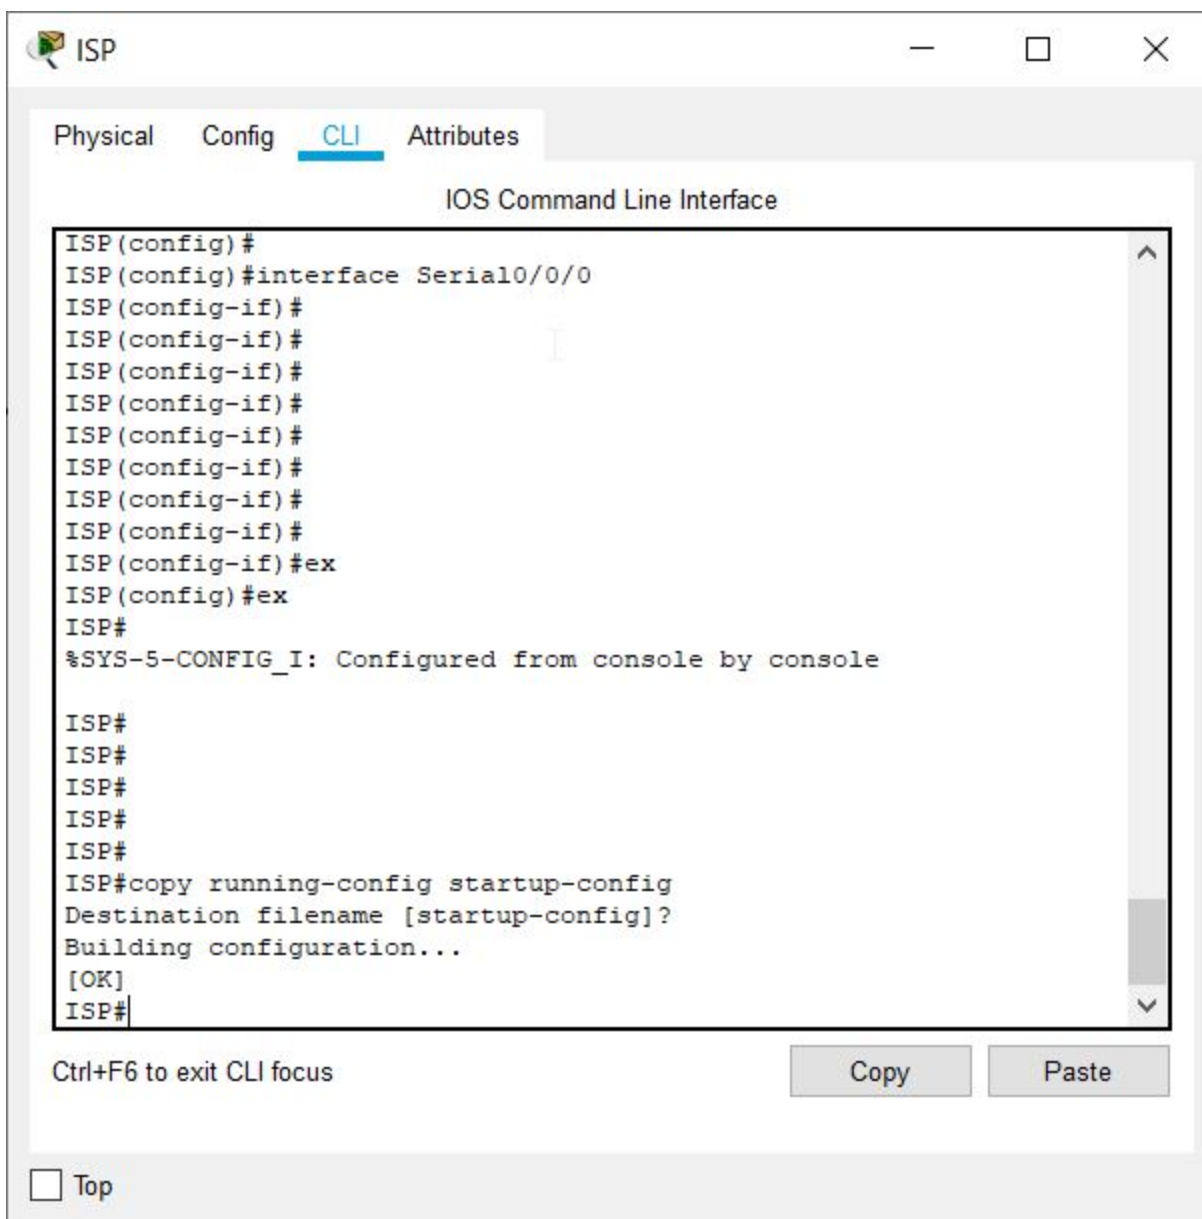 ISP
Physical Config CLI Attributes
IOS Command Line Interface
ISP(config)#
ISP(config)#interface Serial0/0/0
ISP(config-if)#
ISP(config-if)#
ISP(config-if)#
ISP(config-if)#
ISP(config-if)#
ISP(config-if)#
ISP(config-if)#
ISP(config-if)#
ISP(config-if)#ex
ISP(config)#ex
ISP#
%SYS-5-CONFIG_I: Configured from console by console
ISP#
ISP#
ISP#
ISP#
ISP#
ISP#copy running-config startup-config
Destination filename [startup-config]?
Building configuration...
[OK]
ISP#
Ctrl+F6 to exit CLI focus Copy Paste
Top